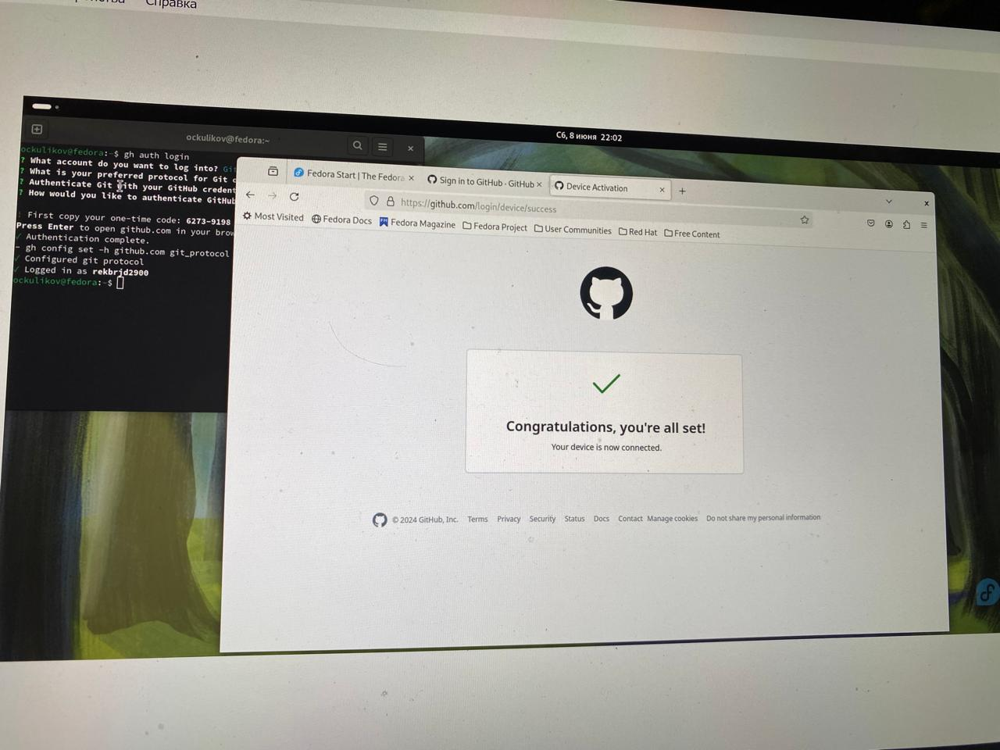 Справка
Сб, 8 июня 22:02
ockulikov@fedora:~
ockulikov@fedora:~$ gh auth login
? What account do you want to log into? Git
? What is your preferred protocol for Git
? Authenticate Git with your GitHub credent
? How would you like to authenticate GitHub
! First copy your one-time code: 6273-9198
Press Enter to open github.com in your brow
✓ Authentication complete.
- gh config set -h github.com git_protocol
✓ Configured git protocol
✓ Logged in as rekbrjd2900
ockulikov@fedora:~$
Fedora Start | The Fedora
Sign in to GitHub · GitHub
Device Activation
https://github.com/login/device/success
Most Visited Fedora Docs Fedora Magazine Fedora Project User Communities Red Hat Free Content
Congratulations, you're all set!
Your device is now connected.
© 2024 GitHub, Inc. Terms Privacy Security Status Docs Contact Manage cookies Do not share my personal information